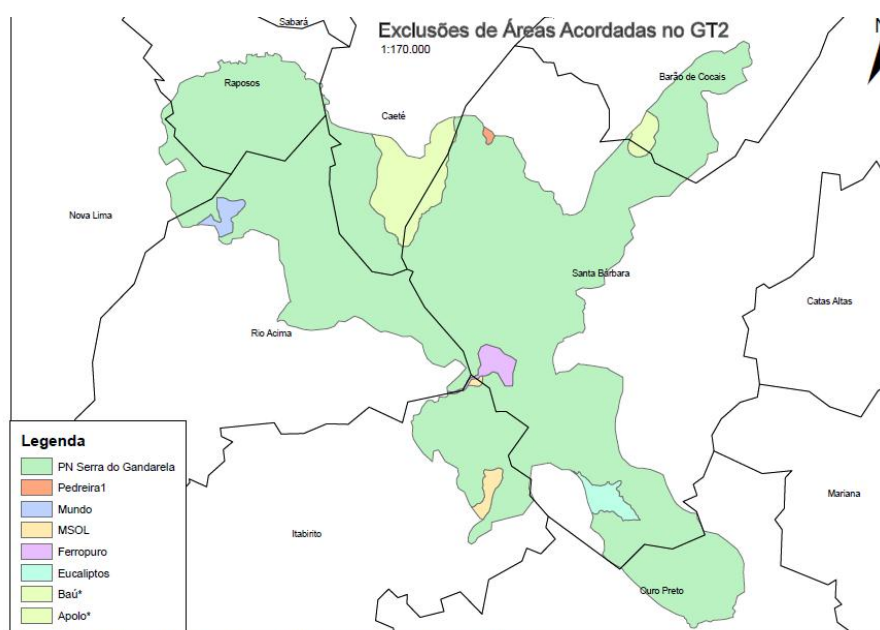 Exclusões de Áreas Acordadas no GT2
1:170.000
N
Sabará
Raposos
Barão de Cocais
Caeté
Nova Lima
Santa Bárbara
Catas Altas
Rio Acima
Mariana
Itabirito
Ouro Preto
Legenda
PN Serra do Gandarela
Pedreira1
Mundo
MSOL
Ferropuro
Eucaliptos
Baú*
Apolo*